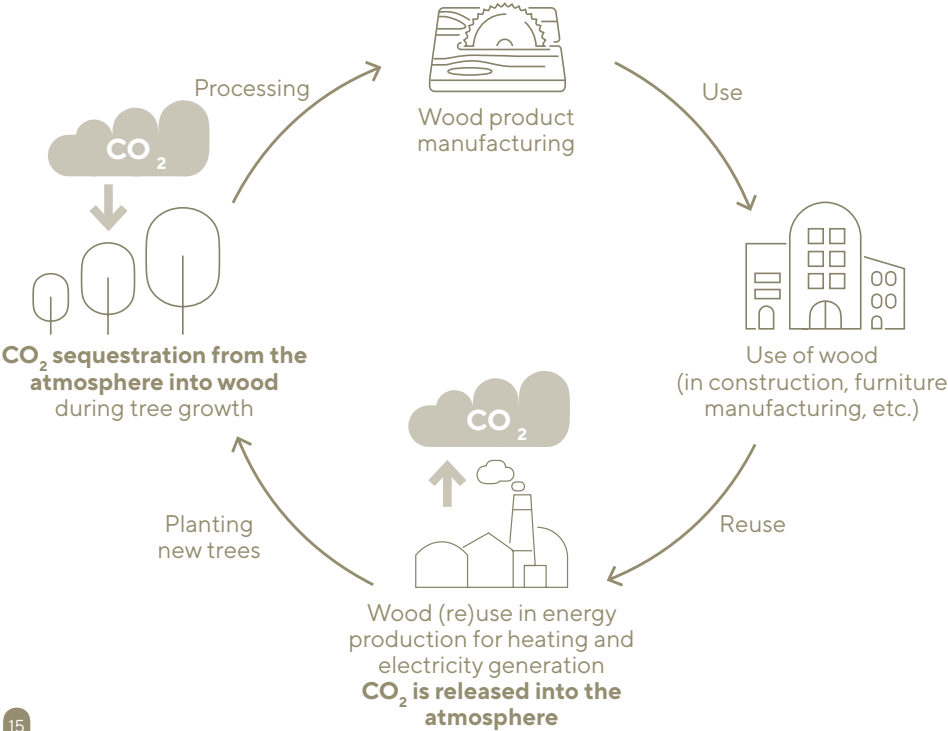 Processing
Wood product
manufacturing
Use
CO2
CO2 sequestration from the
atmosphere into wood
during tree growth
Use of wood
(in construction, furniture
manufacturing, etc.)
CO2
Planting
new trees
Reuse
Wood (re)use in energy
production for heating and
electricity generation
CO2 is released into the
atmosphere
15